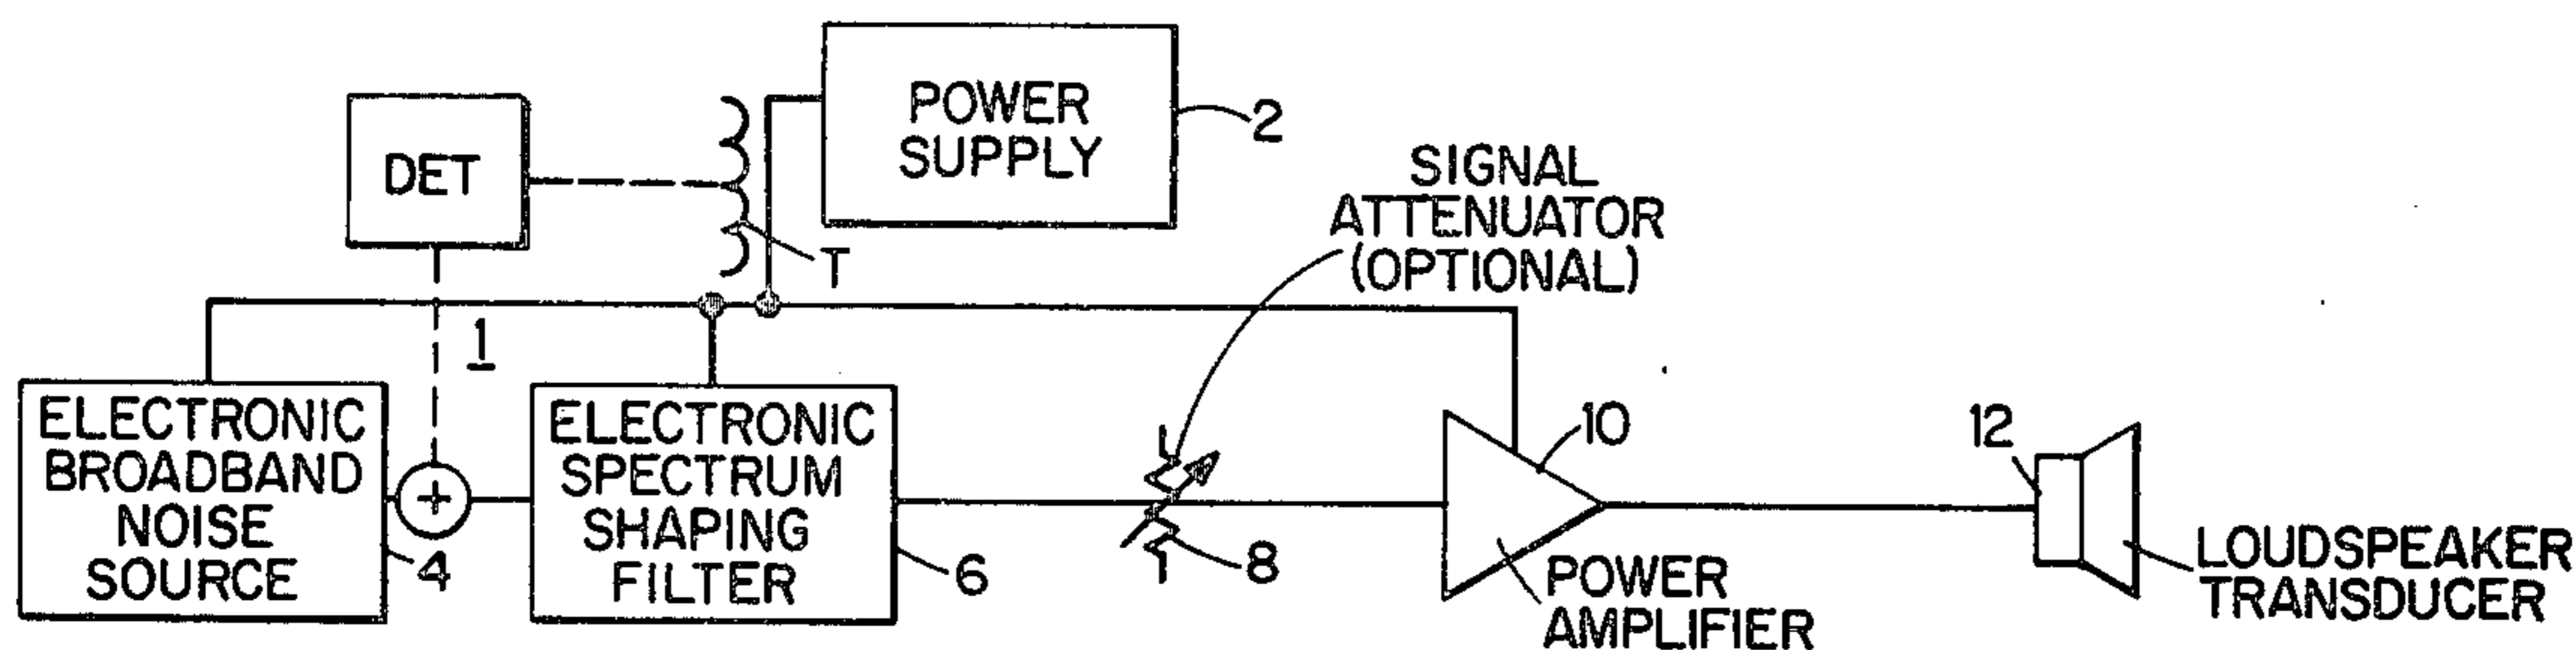 POWER
SUPPLY
2
DET
T
SIGNAL
ATTENUATOR
(OPTIONAL)
1
ELECTRONIC
BROADBAND
NOISE
SOURCE
4
+
ELECTRONIC
SPECTRUM
SHAPING
FILTER
6
8
10
POWER
AMPLIFIER
12
LOUDSPEAKER
TRANSDUCER